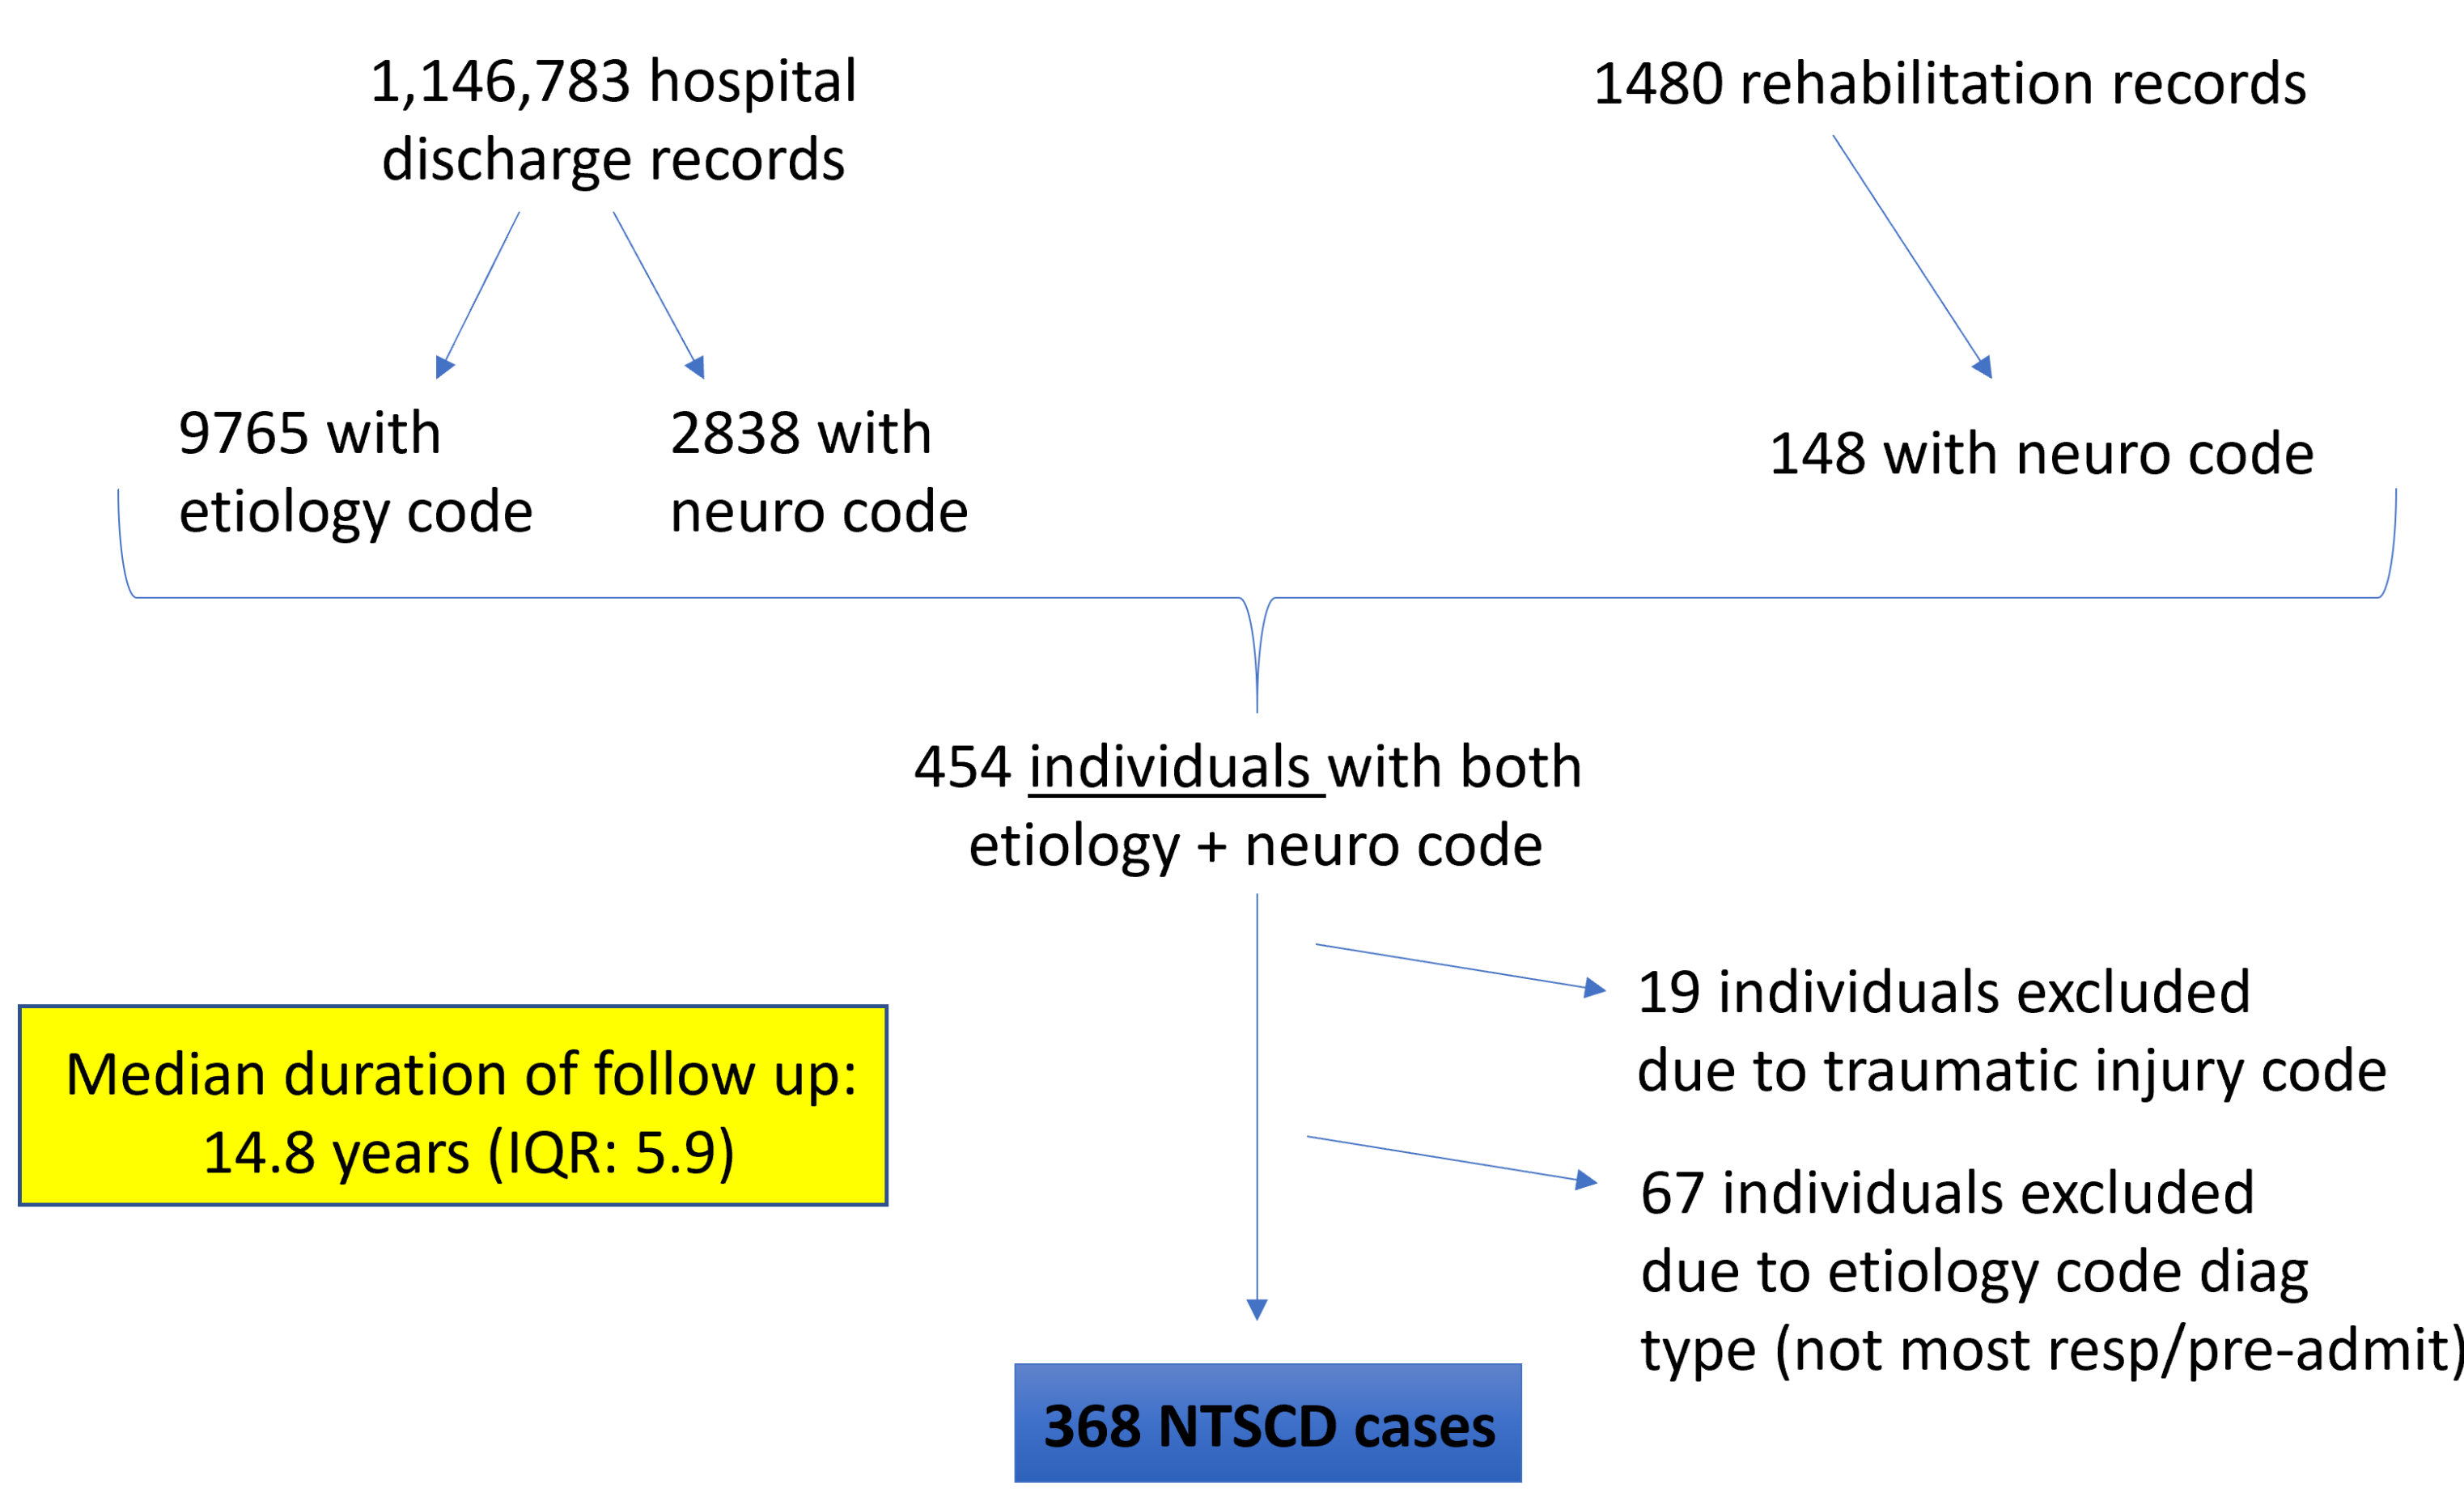 1,146,783 hospital
discharge records
1480 rehabilitation records
9765 with
etiology code
2838 with
neuro code
148 with neuro code
454 individuals with both
etiology + neuro code
19 individuals excluded
due to traumatic injury code
Median duration of follow up:
14.8 years (IQR: 5.9)
67 individuals excluded
due to etiology code diag
type (not most resp/pre-admit)
368 NTSCD cases